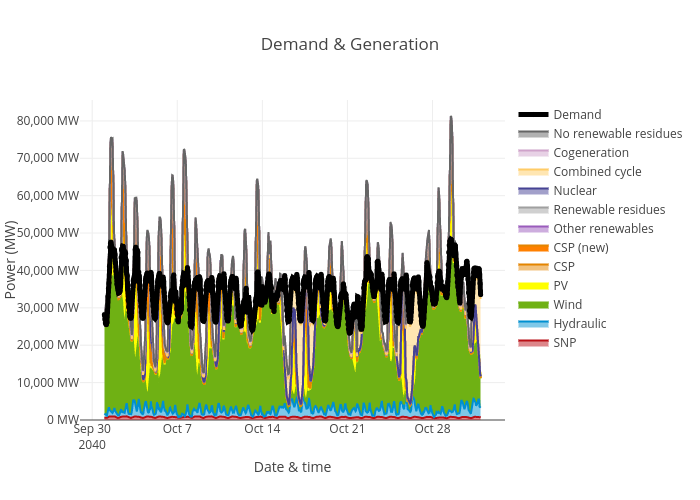 Demand & Generation
80,000 MW
70,000 MW
60,000 MW
50,000 MW
40,000 MW
30,000 MW
20,000 MW
10,000 MW
0 MW
Power (MW)
Sep 30
2040
Oct 7
Oct 14
Oct 21
Oct 28
Date & time
Demand
No renewable residues
Cogeneration
Combined cycle
Nuclear
Renewable residues
Other renewables
CSP (new)
CSP
PV
Wind
Hydraulic
SNP